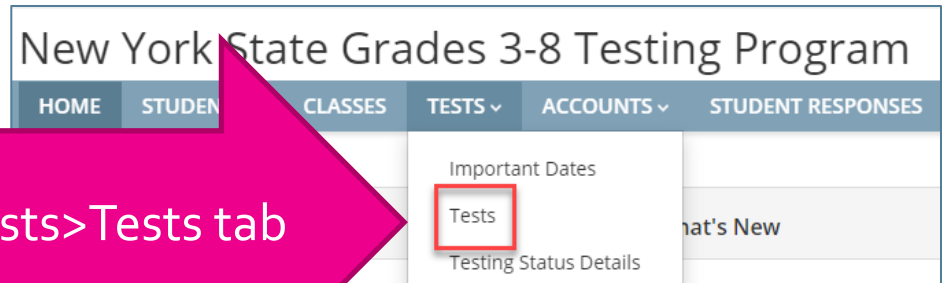 New York State Grades 3-8 Testing Program
HOME
CLASSES
TESTS
ACCOUNTS
STUDENT RESPONSES
Important Dates
Tests
Testing Status Details
>Tests tab